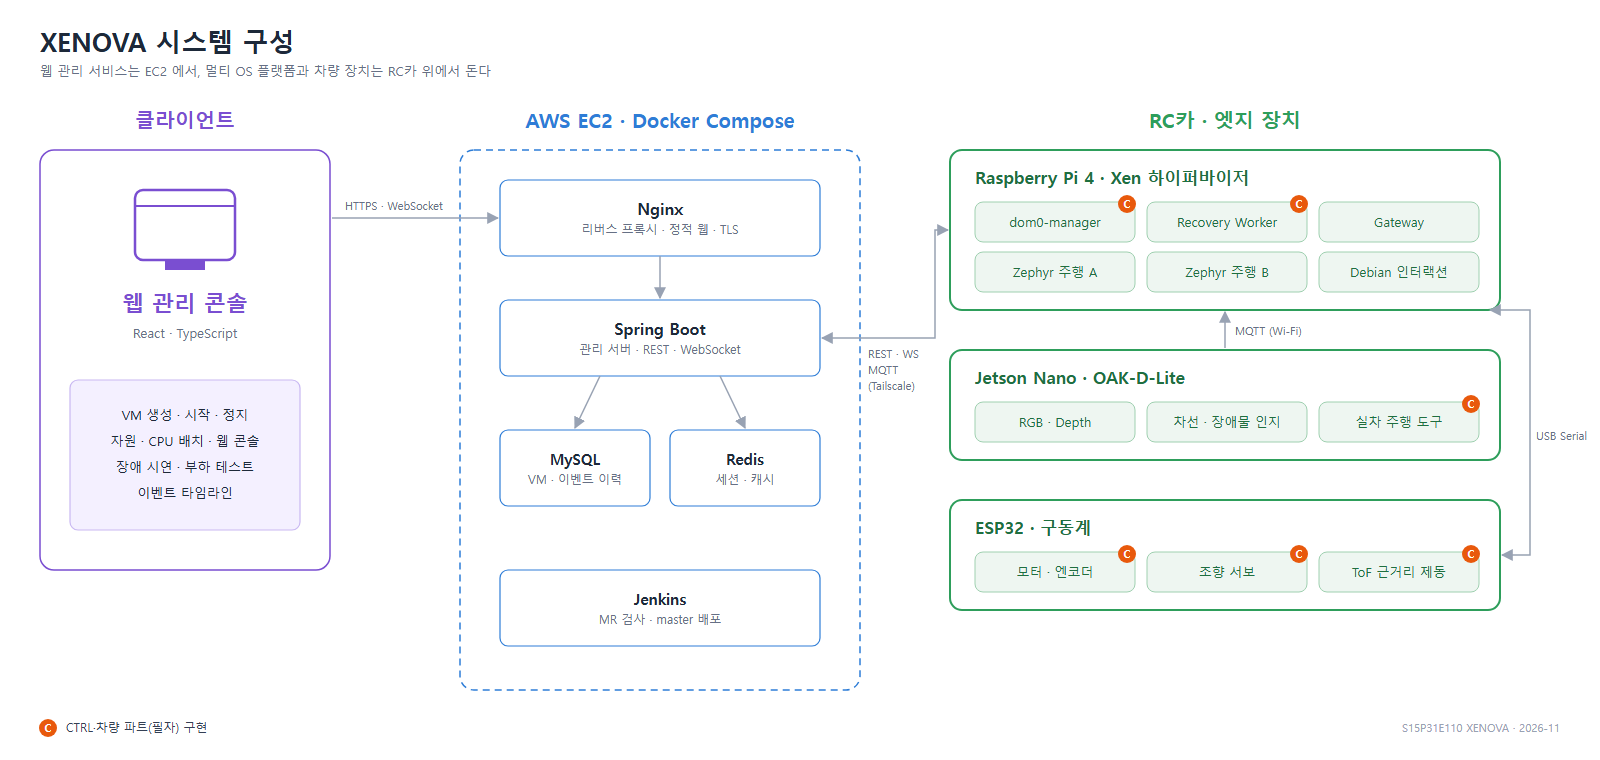 XENOVA 시스템 구성
웹 관리 서비스는 EC2 에서, 멀티 OS 플랫폼과 차량 장치는 RC카 위에서 돈다
클라이언트
웹 관리 콘솔
React · TypeScript
VM 생성 · 시작 · 정지
자원 · CPU 배치 · 웹 콘솔
장애 시연 · 부하 테스트
이벤트 타임라인
HTTPS · WebSocket
AWS EC2 · Docker Compose
Nginx
리버스 프록시 · 정적 웹 · TLS
Spring Boot
관리 서버 · REST · WebSocket
MySQL
VM · 이벤트 이력
Redis
세션 · 캐시
Jenkins
MR 검사 · master 배포
REST · WS
MQTT
(Tailscale)
RC카 · 엣지 장치
Raspberry Pi 4 · Xen 하이퍼바이저
dom0-manager
C
Recovery Worker
C
Gateway
Zephyr 주행 A
Zephyr 주행 B
Debian 인터랙션
MQTT (Wi-Fi)
Jetson Nano · OAK-D-Lite
RGB · Depth
차선 · 장애물 인지
실차 주행 도구
C
USB Serial
ESP32 · 구동계
모터 · 엔코더
C
조향 서보
C
ToF 근거리 제동
C
C CTRL·차량 파트(필자) 구현
S15P31E110 XENOVA · 2026-11